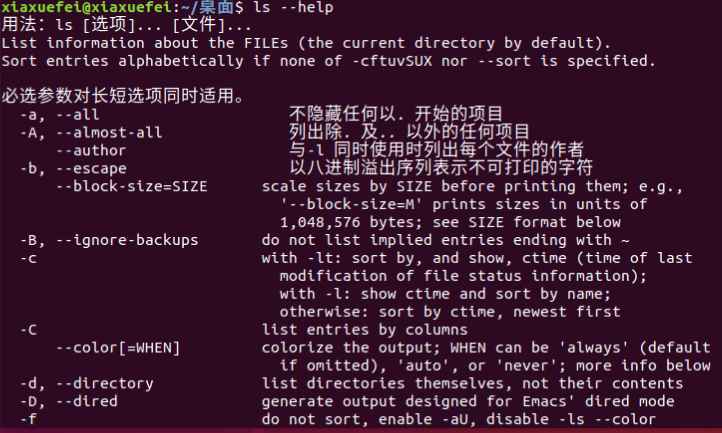 xiaxuefei@xiaxuefei:~/桌面$ ls --help
用法：ls [选项]... [文件]...
List information about the FILEs (the current directory by default).
Sort entries alphabetically if none of -cftuvSUX nor --sort is specified.

必选参数对长短选项同时适用。
  -a, --all                  不隐藏任何以. 开始的项目
  -A, --almost-all           列出除. 及.. 以外的任何项目
      --author               与-l 同时使用时列出每个文件的作者
  -b, --escape               以八进制溢出序列表示不可打印的字符
      --block-size=SIZE      scale sizes by SIZE before printing them; e.g.,
                               '--block-size=M' prints sizes in units of
                               1,048,576 bytes; see SIZE format below
  -B, --ignore-backups       do not list implied entries ending with ~
  -c                         with -lt: sort by, and show, ctime (time of last
                               modification of file status information);
                               with -l: show ctime and sort by name;
                               otherwise: sort by ctime, newest first
  -C                         list entries by columns
      --color[=WHEN]         colorize the output; WHEN can be 'always' (default
                               if omitted), 'auto', or 'never'; more info below
  -d, --directory            list directories themselves, not their contents
  -D, --dired                generate output designed for Emacs' dired mode
  -f                         do not sort, enable -aU, disable -ls --color